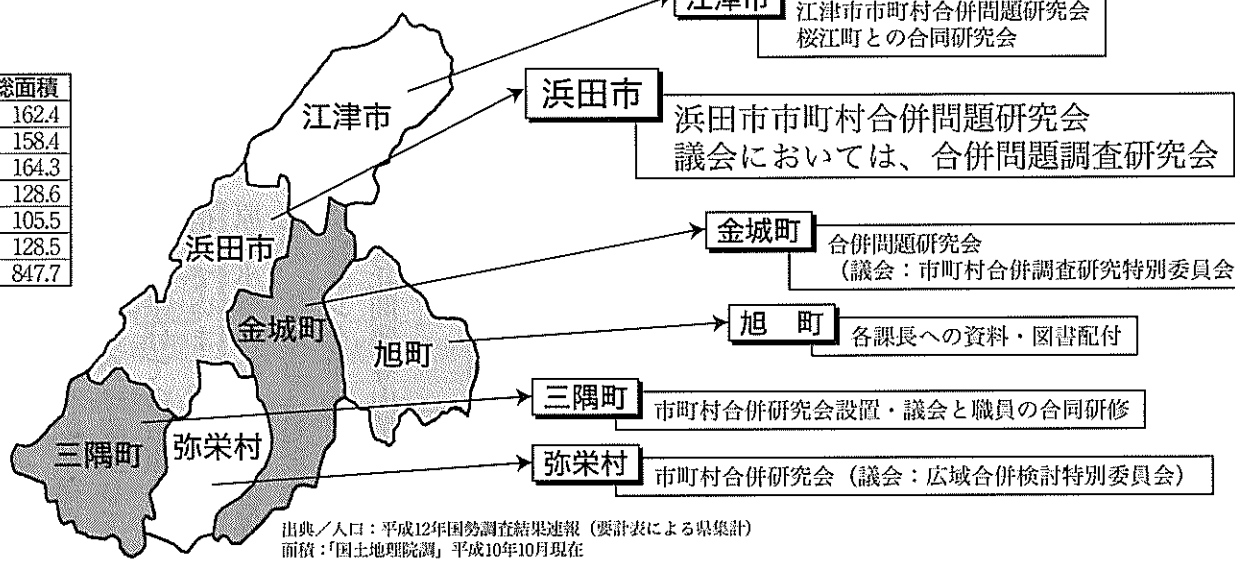 総面積
162.4
158.4
164.3
128.6
105.5
128.5
847.7
江津市
浜田市
金城町
旭町
三隅町
弥栄村
江津市
江津市市町村合併問題研究会
桜江町との合同研究会
浜田市
浜田市市町村合併問題研究会
議会においては、合併問題調査研究会
金城町
合併問題研究会
（議会：市町村合併調査研究特別委員会
旭　町
各課長への資料・図書配付
三隅町
市町村合併研究会設置・議会と職員の合同研修
弥栄村
市町村合併研究会（議会：広域合併検討特別委員会）
出典／人口：平成12年国勢調査結果速報（要計表による県集計）
面積：「国土地理院調」平成10年10月現在